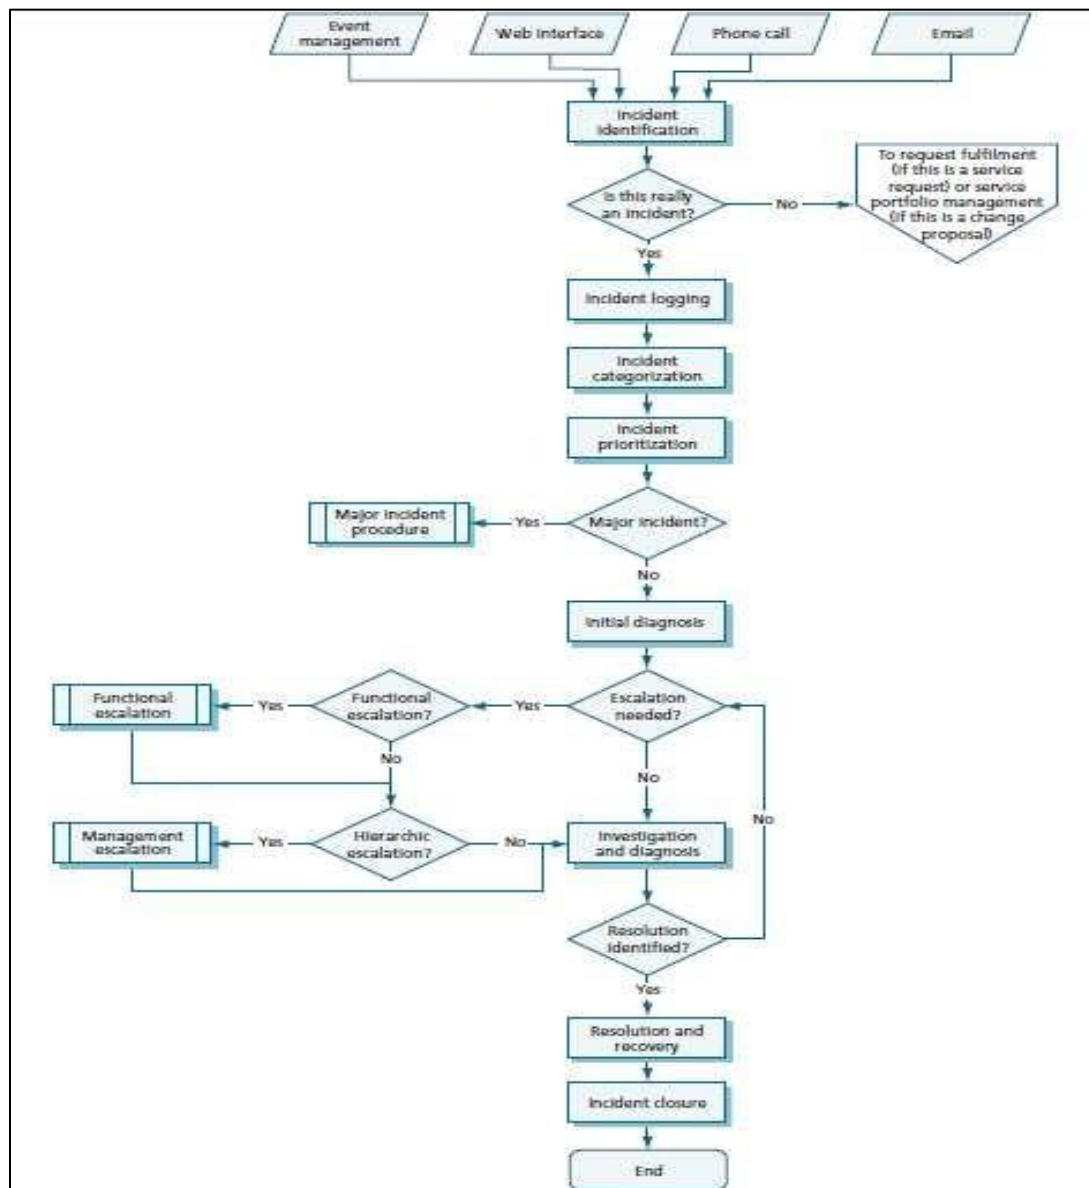 Event
management
Web interface
Phone call
Email
Incident
identification
Is this really
an incident?
No
To request fulfilment
(if this is a service
request) or service
portfolio management
(if this is a change
proposal)
Yes
Incident logging
Incident
categorization
Incident
prioritization
Major incident?
Yes
Major incident
procedure
No
Initial diagnosis
Escalation
needed?
Yes
Functional
escalation?
Yes
Functional
escalation
No
No
Hierarchic
escalation?
Yes
Management
escalation
No
Investigation
and diagnosis
No
Resolution
identified?
Yes
Resolution and
recovery
Incident closure
End